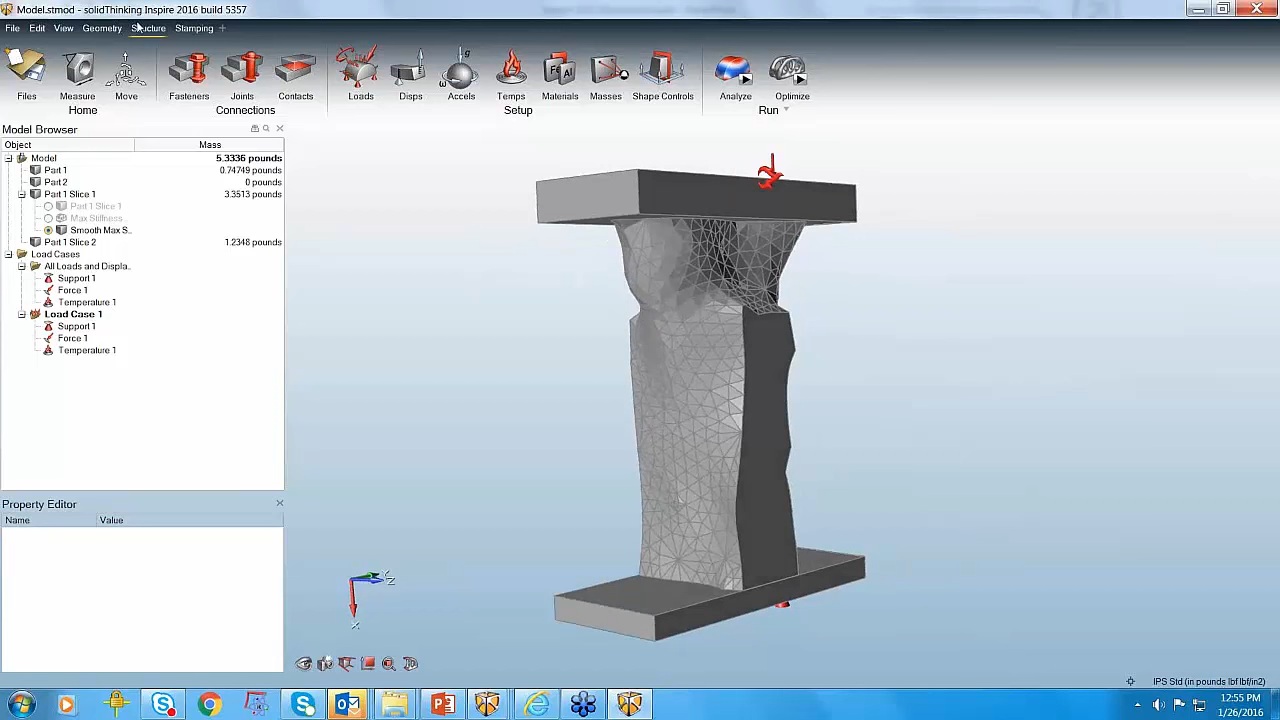 Model.stmod - solidThinking Inspire 2016 build 5357
File Edit View Geometry Structure Stamping +
Files Measure Move Fasteners Joints Contacts Loads Disps Accels Temps Materials Masses Shape Controls Analyze Optimize
Home Connections Setup Run
Model Browser
Object Mass
Model 5.3336 pounds
Part 1 0.74749 pounds
Part 2 0 pounds
Part 1 Slice 1 3.3513 pounds
Part 1 Slice 1
Max Stiffness
Smooth Max S..
Part 1 Slice 2 1.2348 pounds
Load Cases
All Loads and Displa..
Support 1
Force 1
Temperature 1
Load Case 1
Support 1
Force 1
Temperature 1
Property Editor
Name Value
Y
Z
X
IPS Std (in pounds lbf lbf/in2)
12:55 PM
1/26/2016